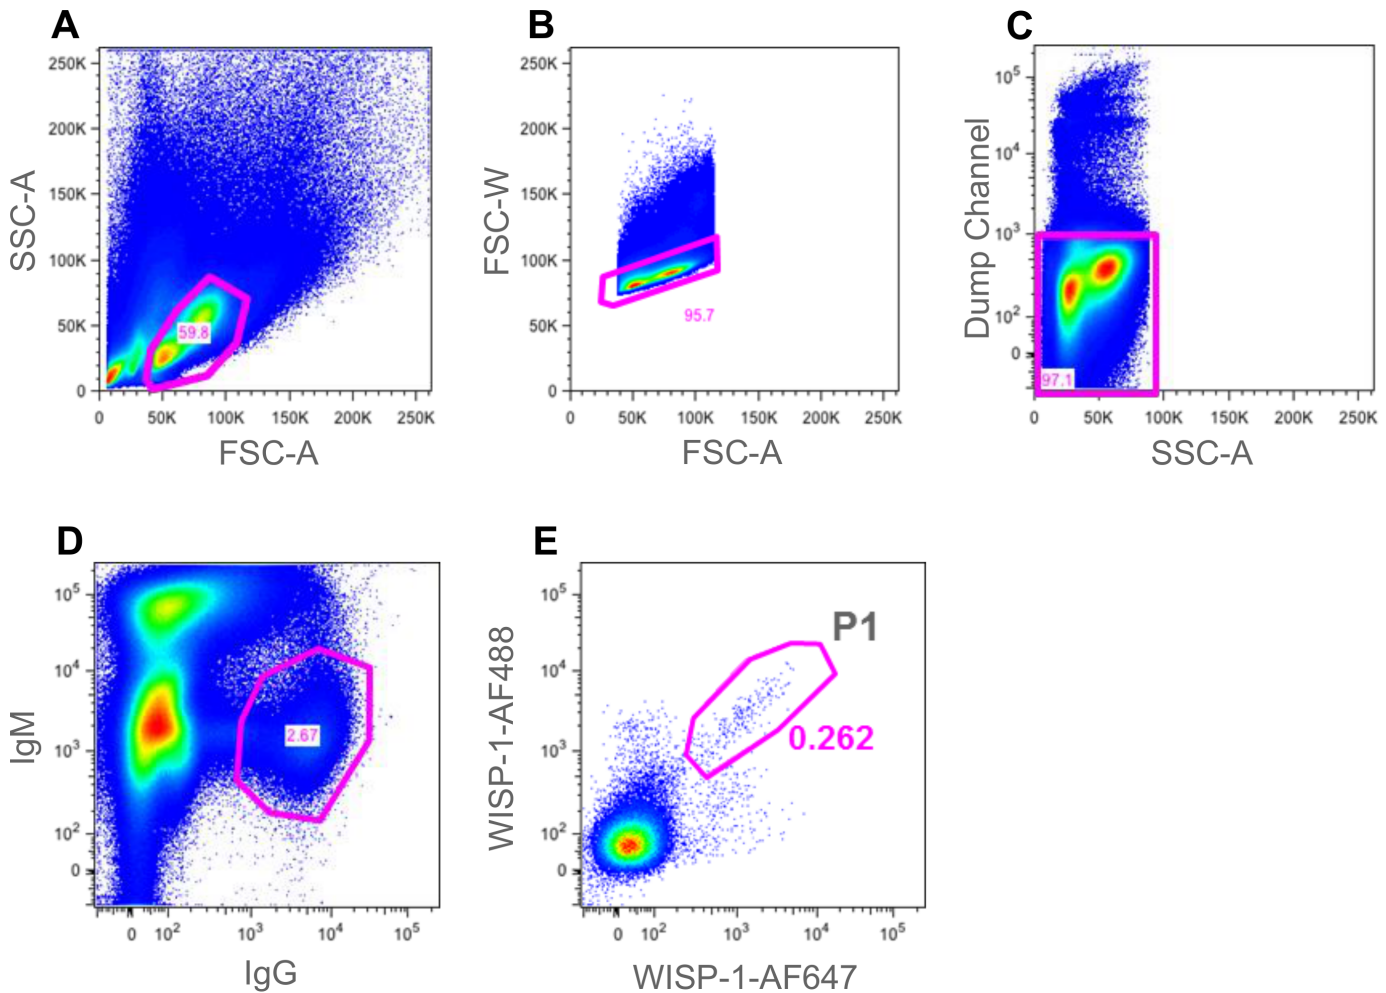 A
250K
200K
150K
100K
50K
0
59.8
0 50K 100K 150K 200K 250K
SSC-A
FSC-A
B
250K
200K
150K
100K
50K
0
95.7
0 50K 100K 150K 200K 250K
FSC-W
FSC-A
C
10^5
10^4
10^3
10^2
0
97.1
0 50K 100K 150K 200K 250K
Dump Channel
SSC-A
D
10^5
10^4
10^3
10^2
0
2.67
0 10^2 10^3 10^4 10^5
IgM
IgG
E
10^5
10^4
10^3
10^2
0
P1
0.262
0 10^2 10^3 10^4 10^5
WISP-1-AF488
WISP-1-AF647